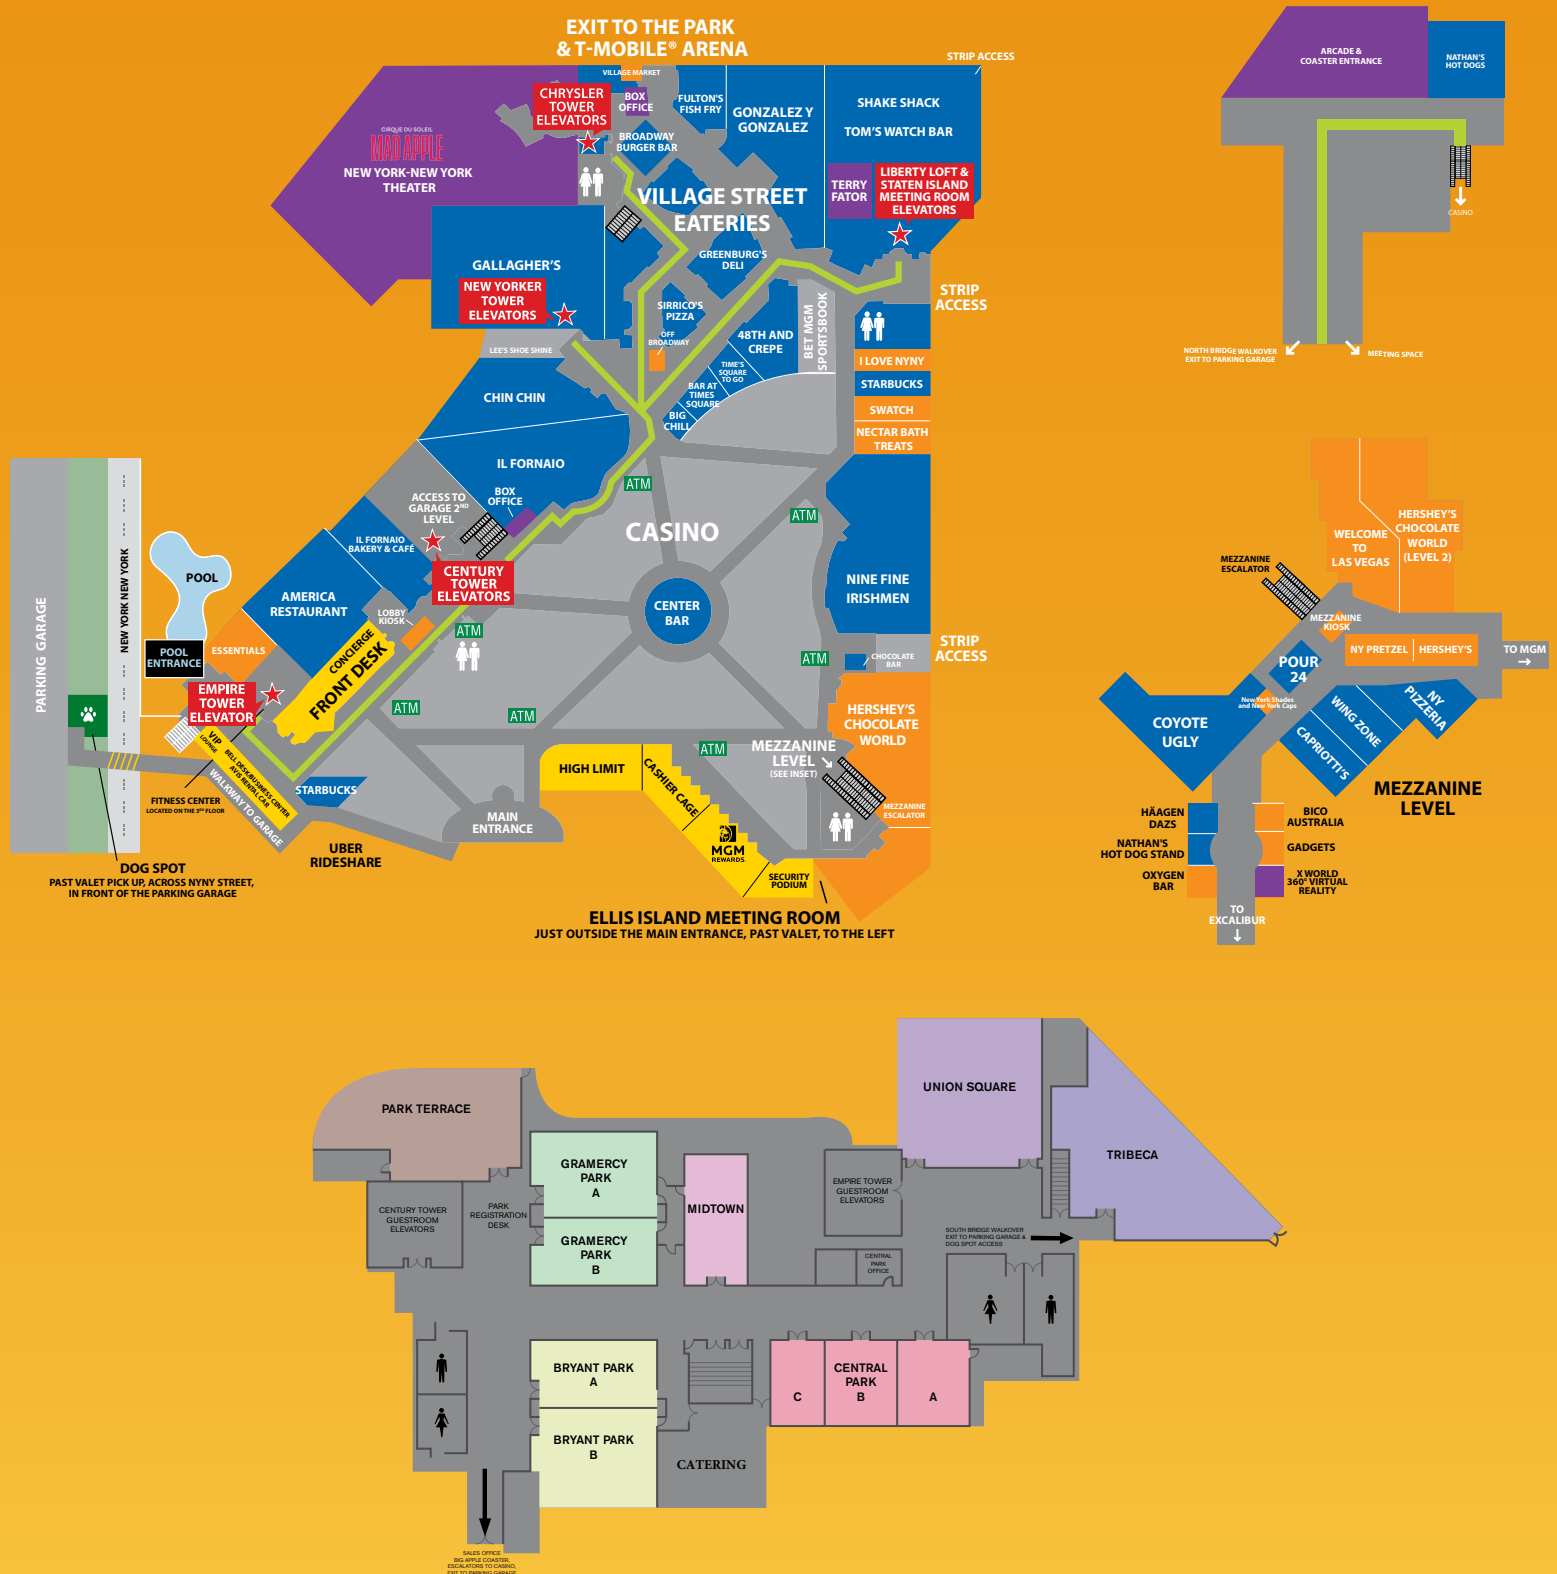 EXIT TO THE PARK
& T-MOBILE® ARENA
STRIP ACCESS
VILLAGE MARKET
CHRYSLER
TOWER
ELEVATORS
BOX
OFFICE
FULTON'S
FISH FRY
GONZALEZ Y
GONZALEZ
SHAKE SHACK
TOM'S WATCH BAR
CIRQUE DU SOLEIL
MAD APPLE
NEW YORK-NEW YORK
THEATER
BROADWAY
BURGER BAR
VILLAGE STREET
EATERIES
TERRY
FATOR
LIBERTY LOFT &
STATEN ISLAND
MEETING ROOM
ELEVATORS
GALLAGHER'S
GREENBURG'S
DELI
NEW YORKER
TOWER
ELEVATORS
STRIP
ACCESS
SIRRICO'S
PIZZA
OFF
BROADWAY
LEE'S SHOE SHINE
48TH AND
CREPE
BET MGM
SPORTSBOOK
I LOVE NYNY
STARBUCKS
SWATCH
NECTAR BATH
TREATS
TIME'S
SQUARE
TO GO
BAR AT
TIMES
SQUARE
BIG
CHILL
CHIN CHIN
IL FORNAIO
BOX
OFFICE
ATM
ATM
CASINO
ACCESS TO
GARAGE 2ND
LEVEL
IL FORNAIO
BAKERY & CAFÉ
CENTURY
TOWER
ELEVATORS
NINE FINE
IRISHMEN
CENTER
BAR
PARKING GARAGE
NEW YORK NEW YORK
POOL
POOL
ENTRANCE
AMERICA
RESTAURANT
LOBBY
KIOSK
ATM
ESSENTIALS
CONCIERGE
FRONT DESK
EMPIRE
TOWER
ELEVATOR
ATM
ATM
ATM
CHOCOLATE
BAR
STRIP
ACCESS
HERSHEY'S
CHOCOLATE
WORLD
VIP
LOUNGE
BELL DESK/BUSINESS CENTER
AVIS RENTAL CAR
WALKWAY TO GARAGE
STARBUCKS
HIGH LIMIT
CASHIER CAGE
ATM
MEZZANINE
LEVEL
(SEE INSET)
MEZZANINE
ESCALATOR
MAIN
ENTRANCE
MGM
REWARDS
SECURITY
PODIUM
FITNESS CENTER
LOCATED ON THE 3RD FLOOR
UBER
RIDESHARE
DOG SPOT
PAST VALET PICK UP, ACROSS NYNY STREET,
IN FRONT OF THE PARKING GARAGE
ELLIS ISLAND MEETING ROOM
JUST OUTSIDE THE MAIN ENTRANCE, PAST VALET, TO THE LEFT
ARCADE &
COASTER ENTRANCE
NATHAN'S
HOT DOGS
CASINO
NORTH BRIDGE WALKOVER
EXIT TO PARKING GARAGE
MEETING SPACE
WELCOME
TO
LAS VEGAS
HERSHEY'S
CHOCOLATE
WORLD
(LEVEL 2)
MEZZANINE
ESCALATOR
MEZZANINE
KIOSK
NY PRETZEL
HERSHEY'S
TO MGM
POUR
24
New York Shades
and New York Caps
COYOTE
UGLY
WING ZONE
NY
PIZZERIA
CAPRIOTTI'S
MEZZANINE
LEVEL
HÄAGEN
DAZS
BICO
AUSTRALIA
NATHAN'S
HOT DOG STAND
GADGETS
OXYGEN
BAR
X WORLD
360° VIRTUAL
REALITY
TO
EXCALIBUR
PARK TERRACE
UNION SQUARE
TRIBECA
GRAMERCY
PARK
A
MIDTOWN
EMPIRE TOWER
GUESTROOM
ELEVATORS
CENTURY TOWER
GUESTROOM
ELEVATORS
PARK
REGISTRATION
DESK
GRAMERCY
PARK
B
CENTRAL
PARK
OFFICE
SOUTH BRIDGE WALKOVER
EXIT TO PARKING GARAGE &
DOG SPOT ACCESS
BRYANT PARK
A
CENTRAL
PARK
C
B
A
BRYANT PARK
B
CATERING
SALES OFFICE
BIG APPLE COASTER,
ESCALATORS TO CASINO,
EXIT TO PARKING GARAGE